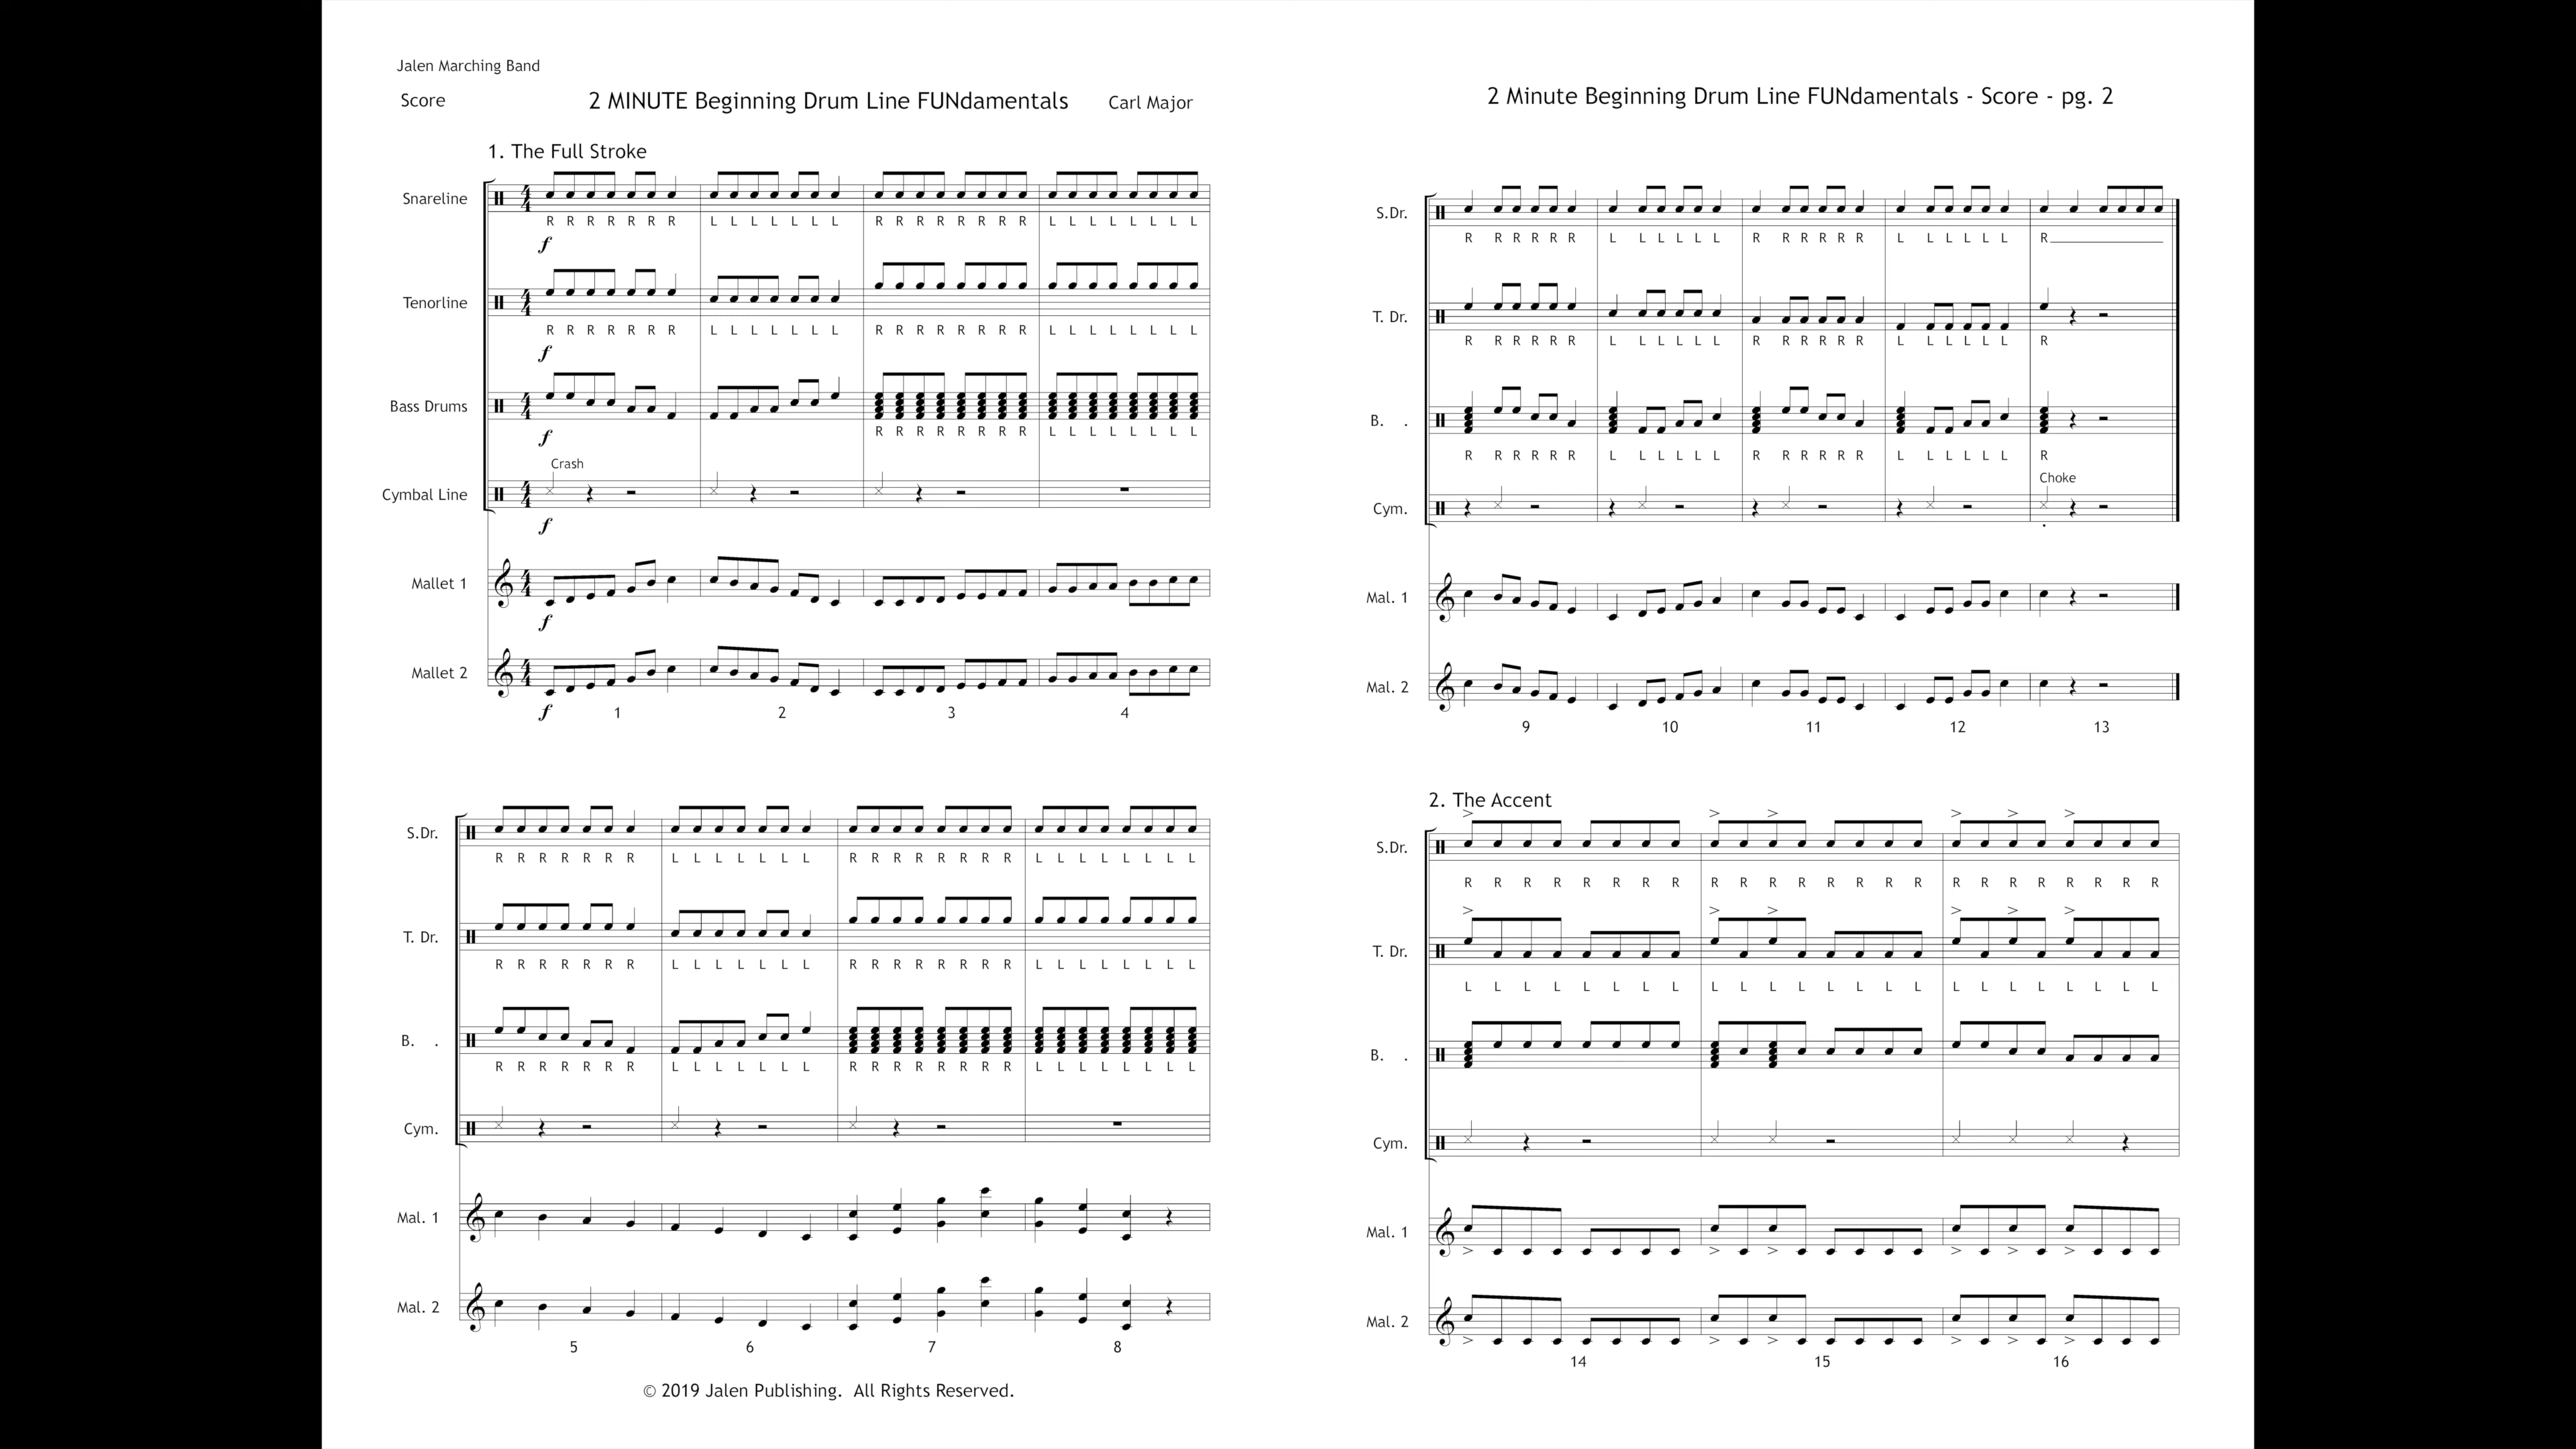 Jalen Marching Band
Score
2 MINUTE Beginning Drum Line FUNdamentals
Carl Major
1. The Full Stroke
Snareline
R R R R R R R L L L L L L L R R R R R R R R L L L L L L L L
f
Tenorline
R R R R R R R L L L L L L L R R R R R R R R L L L L L L L L
f
Bass Drums
R R R R R R R R L L L L L L L L
f
Crash
Cymbal Line
f
Mallet 1
f
Mallet 2
f 1 2 3 4
S.Dr.
R R R R R R R L L L L L L L R R R R R R R R L L L L L L L L
T. Dr.
R R R R R R R L L L L L L L R R R R R R R R L L L L L L L L
B. .
R R R R R R R L L L L L L L R R R R R R R R L L L L L L L L
Cym.
Mal. 1
Mal. 2
5 6 7 8
© 2019 Jalen Publishing. All Rights Reserved.
2 Minute Beginning Drum Line FUNdamentals - Score - pg. 2
S.Dr.
R R R R R R L L L L L L R R R R R R L L L L L L R
T. Dr.
R R R R R R L L L L L L R R R R R R L L L L L L R
B. .
R R R R R R L L L L L L R R R R R R L L L L L L R
Choke
Cym.
Mal. 1
Mal. 2
9 10 11 12 13
2. The Accent
S.Dr.
R R R R R R R R R R R R R R R R R R R R R R R R
T. Dr.
L L L L L L L L L L L L L L L L L L L L L L L L
B. .
Cym.
Mal. 1
Mal. 2
14 15 16